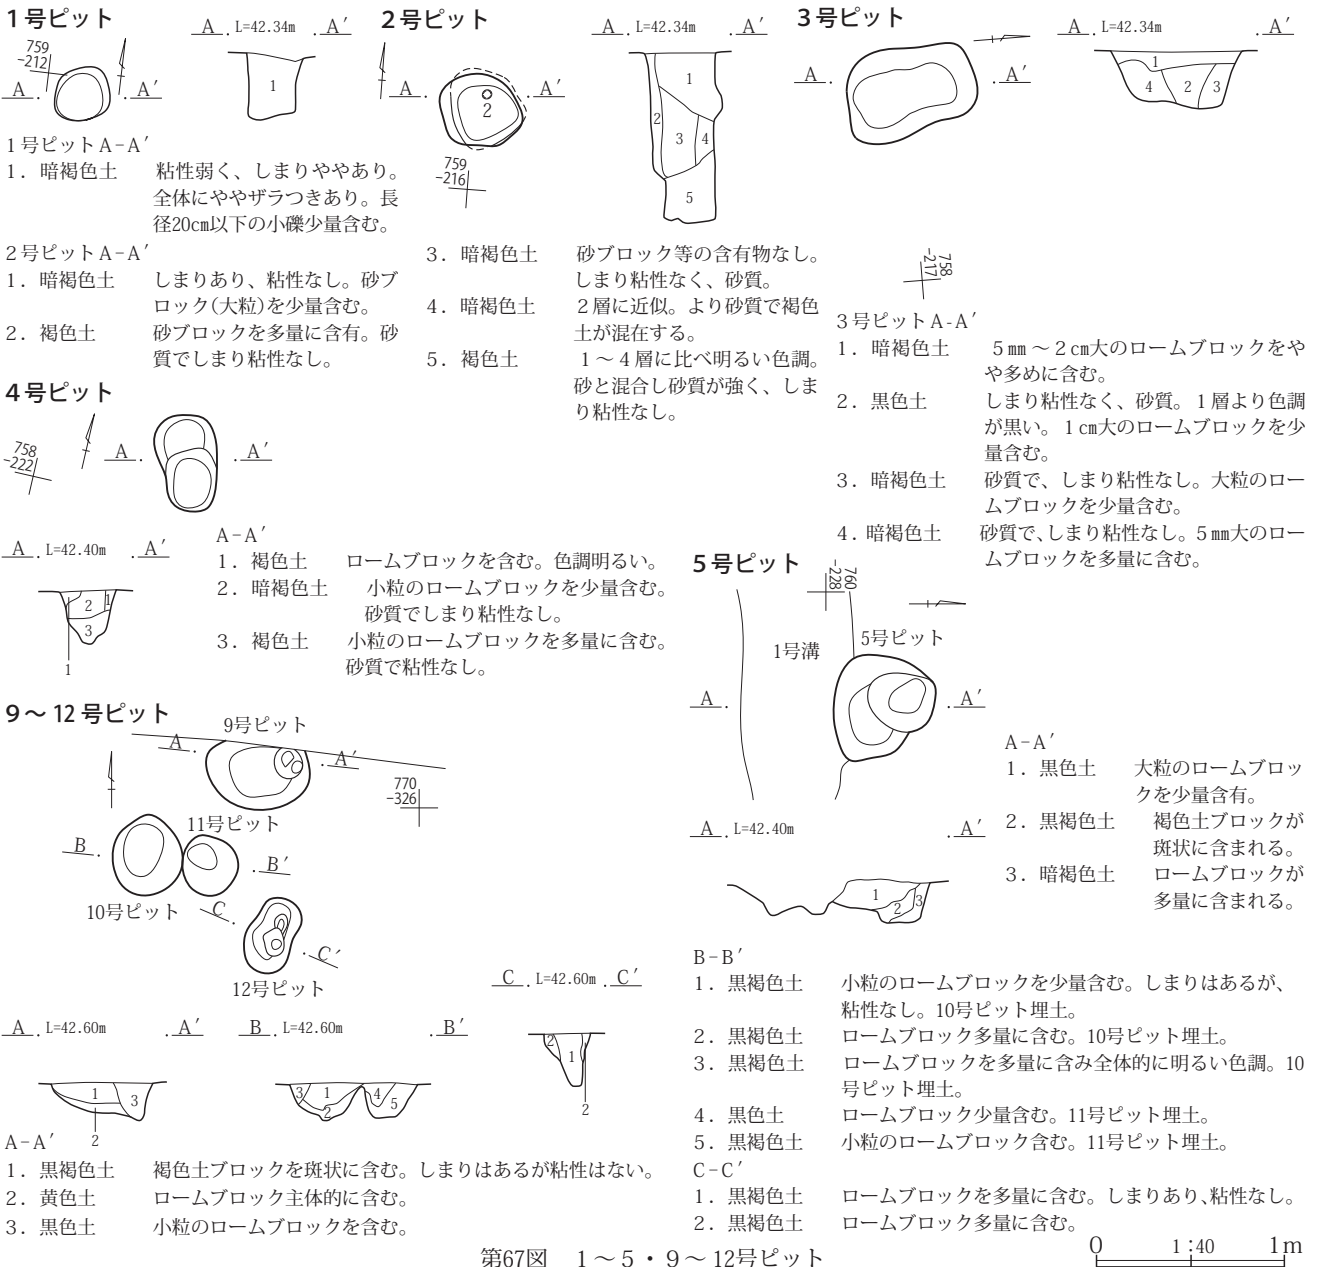 1号ピット
A . L=42.34m . A′
759
-212
A . . A′
1
1号ピットA-A′
1. 暗褐色土 粘性弱く、しまりややあり。
全体にややザラつきあり。長
径20㎝以下の小礫少量含む。
2号ピット
A . L=42.34m . A′
A . . A′
2
759
-216
1
2
3
4
5
2号ピットA-A′
1. 暗褐色土 しまりあり、粘性なし。砂ブ
ロック(大粒)を少量含む。
2. 褐色土 砂ブロックを多量に含有。砂
質でしまり粘性なし。
3. 暗褐色土 砂ブロック等の含有物なし。
しまり粘性なく、砂質。
4. 暗褐色土 2層に近似。より砂質で褐色
土が混在する。
5. 褐色土 1～4層に比べ明るい色調。
砂と混合し砂質が強く、しま
り粘性なし。
3号ピット
A . L=42.34m . A′
A . . A′
1
4 2 3
758
-217
3号ピットA-A′
1. 暗褐色土 5㎜～2㎝大のロームブロックをや
や多めに含む。
2. 黒色土 しまり粘性なく、砂質。1層より色調
が黒い。1㎝大のロームブロックを少
量含む。
3. 暗褐色土 砂質で、しまり粘性なし。大粒のロー
ムブロックを少量含む。
4. 暗褐色土 砂質で、しまり粘性なし。5㎜大のロー
ムブロックを多量に含む。
4号ピット
758
-222
A . . A′
A . L=42.40m . A′
2 1
3
1
A-A′
1. 褐色土 ロームブロックを含む。色調明るい。
2. 暗褐色土 小粒のロームブロックを少量含む。
砂質でしまり粘性なし。
3. 褐色土 小粒のロームブロックを多量に含む。
砂質で粘性なし。
5号ピット
760
-228
1号溝
5号ピット
A . . A′
A . L=42.40m . A′
1
2 3
A-A′
1. 黒色土 大粒のロームブロッ
クを少量含有。
2. 黒褐色土 褐色土ブロックが
斑状に含まれる。
3. 暗褐色土 ロームブロックが
多量に含まれる。
9～12号ピット
9号ピット
A . A′
770
-326
11号ピット
B . . B′
10号ピット
C . . C′
12号ピット
A . L=42.60m . A′
1 3
2
B . L=42.60m . B′
3 1 4
2 5
C . L=42.60m . C′
2 1
2
A-A′
1. 黒褐色土 褐色土ブロックを斑状に含む。しまりはあるが粘性はない。
2. 黄色土 ロームブロック主体的に含む。
3. 黒色土 小粒のロームブロックを含む。
B-B′
1. 黒褐色土 小粒のロームブロックを少量含む。しまりはあるが、
粘性なし。10号ピット埋土。
2. 黒褐色土 ロームブロック多量に含む。10号ピット埋土。
3. 黒褐色土 ロームブロックを多量に含み全体的に明るい色調。10
号ピット埋土。
4. 黒色土 ロームブロック少量含む。11号ピット埋土。
5. 黒褐色土 小粒のロームブロック含む。11号ピット埋土。
C-C′
1. 黒褐色土 ロームブロックを多量に含む。しまりあり、粘性なし。
2. 黒褐色土 ロームブロック多量に含む。
第67図 1～5・9～12号ピット
0 1:40 1m